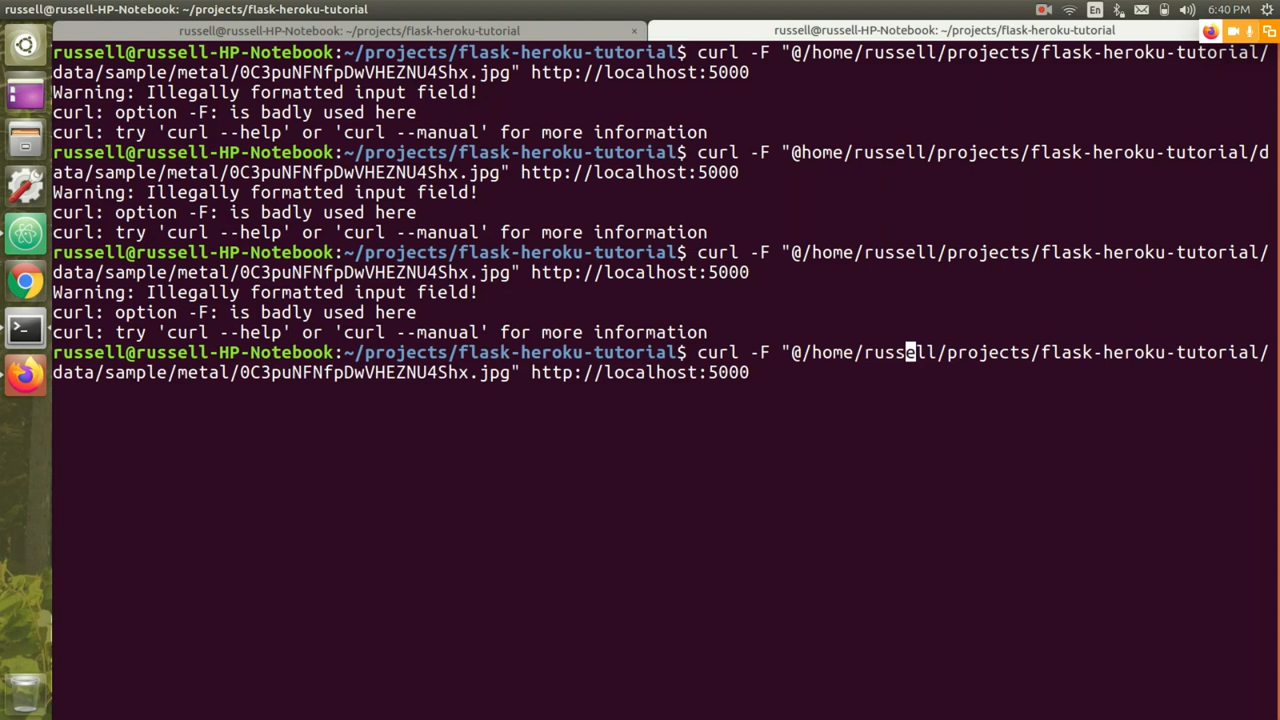 russell@russell-HP-Notebook: ~/projects/flask-heroku-tutorial
En
6:40 PM
russell@russell-HP-Notebook: ~/projects/flask-heroku-tutorial ×
russell@russell-HP-Notebook: ~/projects/flask-heroku-tutorial
russell@russell-HP-Notebook:~/projects/flask-heroku-tutorial$ curl -F "@/home/russell/projects/flask-heroku-tutorial/
data/sample/metal/0C3puNFNfpDwVHEZNU4Shx.jpg" http://localhost:5000
Warning: Illegally formatted input field!
curl: option -F: is badly used here
curl: try 'curl --help' or 'curl --manual' for more information
russell@russell-HP-Notebook:~/projects/flask-heroku-tutorial$ curl -F "@home/russell/projects/flask-heroku-tutorial/d
ata/sample/metal/0C3puNFNfpDwVHEZNU4Shx.jpg" http://localhost:5000
Warning: Illegally formatted input field!
curl: option -F: is badly used here
curl: try 'curl --help' or 'curl --manual' for more information
russell@russell-HP-Notebook:~/projects/flask-heroku-tutorial$ curl -F "@/home/russell/projects/flask-heroku-tutorial/
data/sample/metal/0C3puNFNfpDwVHEZNU4Shx.jpg" http://localhost:5000
Warning: Illegally formatted input field!
curl: option -F: is badly used here
curl: try 'curl --help' or 'curl --manual' for more information
russell@russell-HP-Notebook:~/projects/flask-heroku-tutorial$ curl -F "@/home/russell/projects/flask-heroku-tutorial/
data/sample/metal/0C3puNFNfpDwVHEZNU4Shx.jpg" http://localhost:5000